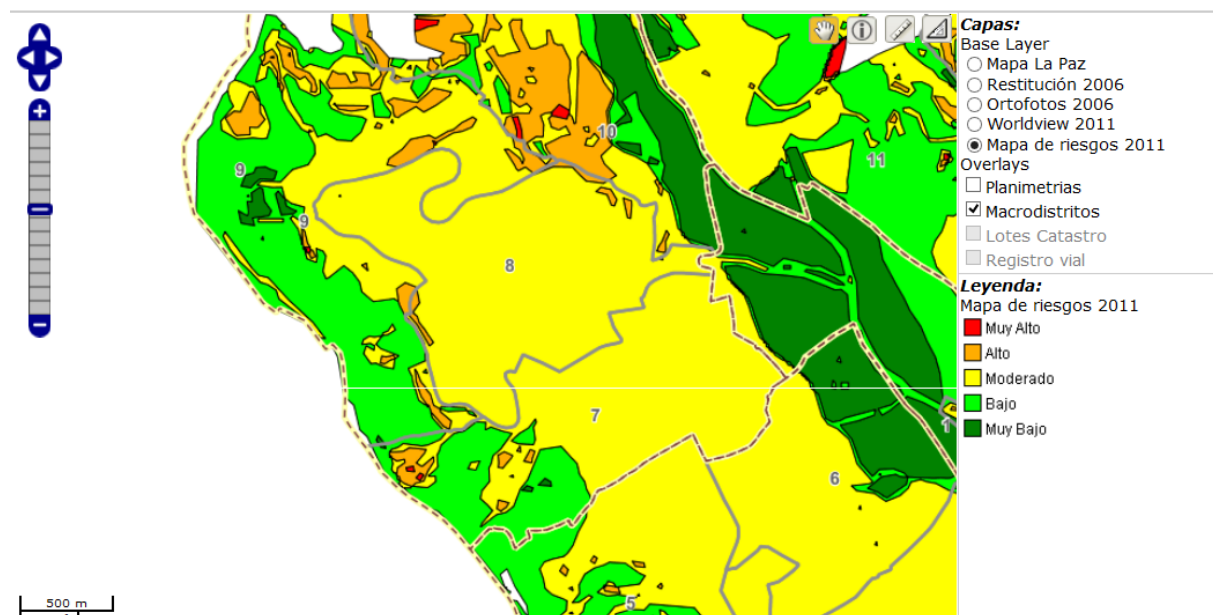 Capas:
Base Layer
Mapa La Paz
Restitución 2006
Ortofotos 2006
Worldview 2011
Mapa de riesgos 2011
Overlays
Planimetrias
Macrodistritos
Lotes Catastro
Registro vial
Leyenda:
Mapa de riesgos 2011
Muy Alto
Alto
Moderado
Bajo
Muy Bajo
10
11
9
9
8
7
1
6
5
500 m